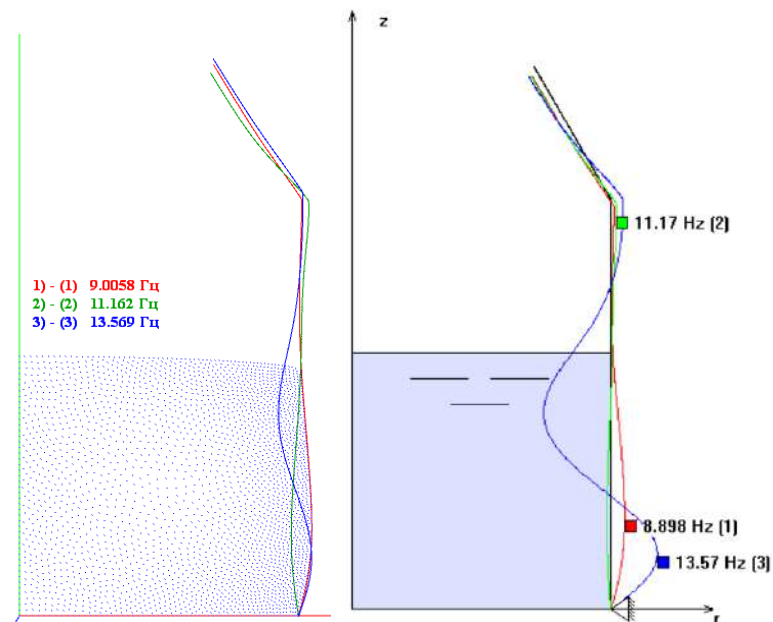 1) - (1) 9.0058 Гц
2) - (2) 11.162 Гц
3) - (3) 13.569 Гц
z
11.17 Hz (2)
8.898 Hz (1)
13.57 Hz (3)
r